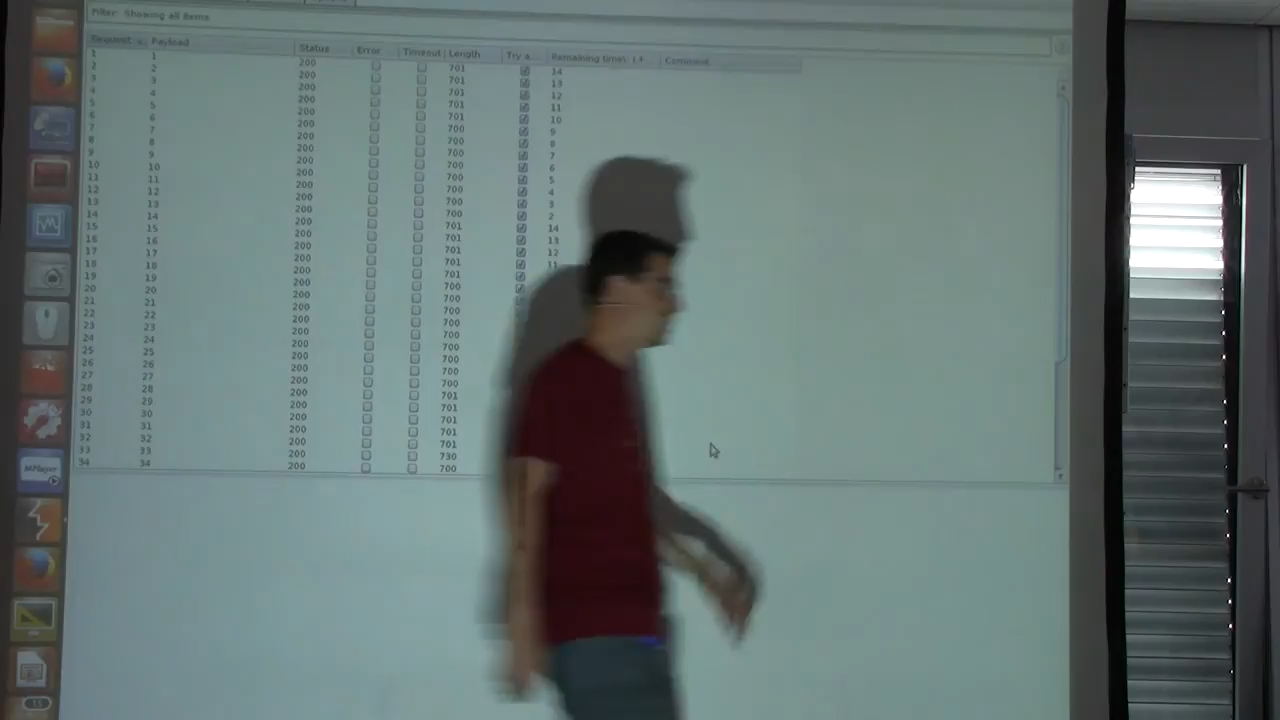 Filter: Showing all items
Request Payload Status Error Timeout Length Try a... Remaining time\: Comment
1 1 200 701 14
2 2 200 701 13
3 3 200 701 12
4 4 200 701 11
5 5 200 701 10
6 6 200 700 9
7 7 200 700 8
8 8 200 700 7
9 9 200 700 6
10 10 200 700 5
11 11 200 700 4
12 12 200 700 3
13 13 200 700 2
14 14 200 701 14
15 15 200 701 13
16 16 200 701 12
17 17 200 701 11
18 18 200 701
19 19 200 700
20 20 200 700
21 21 200 700
22 22 200 700
23 23 200 700
24 24 200 700
25 25 200 700
26 26 200 700
27 27 200 700
28 28 200 701
29 29 200 701
30 30 200 701
31 31 200 701
32 32 200 701
33 33 200 730
34 34 200 700
MPlayer
15